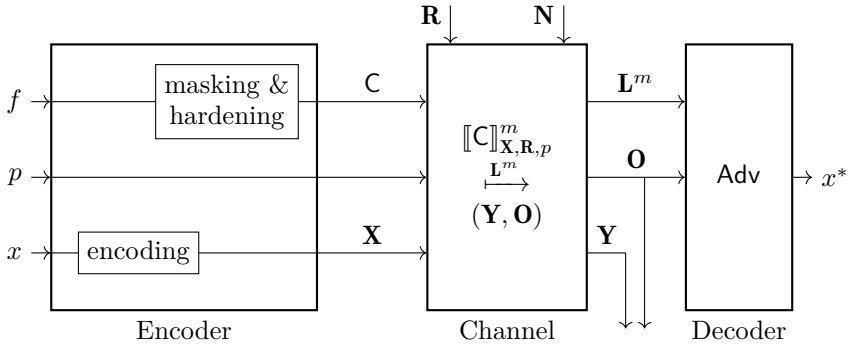 R N
f masking & hardening C L^m
p ⟦C⟧^m_{X,R,p} L^m ⟼ (Y, O) O Adv x*
x encoding X Y
Encoder Channel Decoder